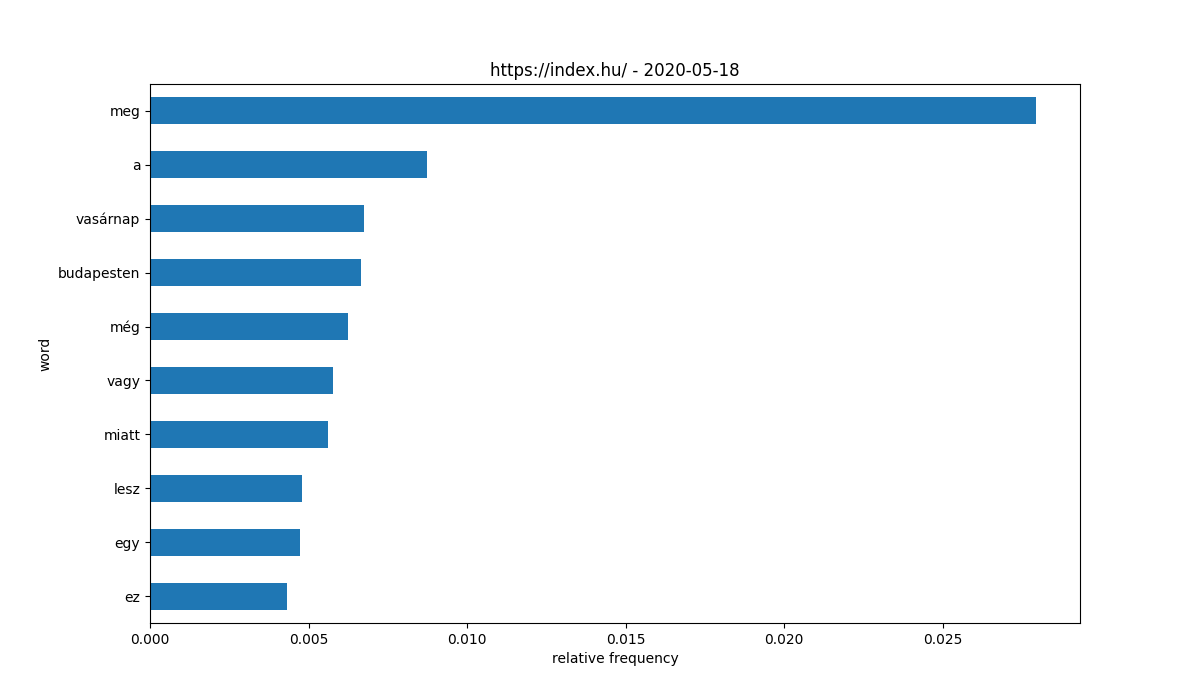 https://index.hu/ - 2020-05-18
meg
a
vasárnap
budapesten
még
vagy
miatt
lesz
egy
ez
word
0.000 0.005 0.010 0.015 0.020 0.025
relative frequency